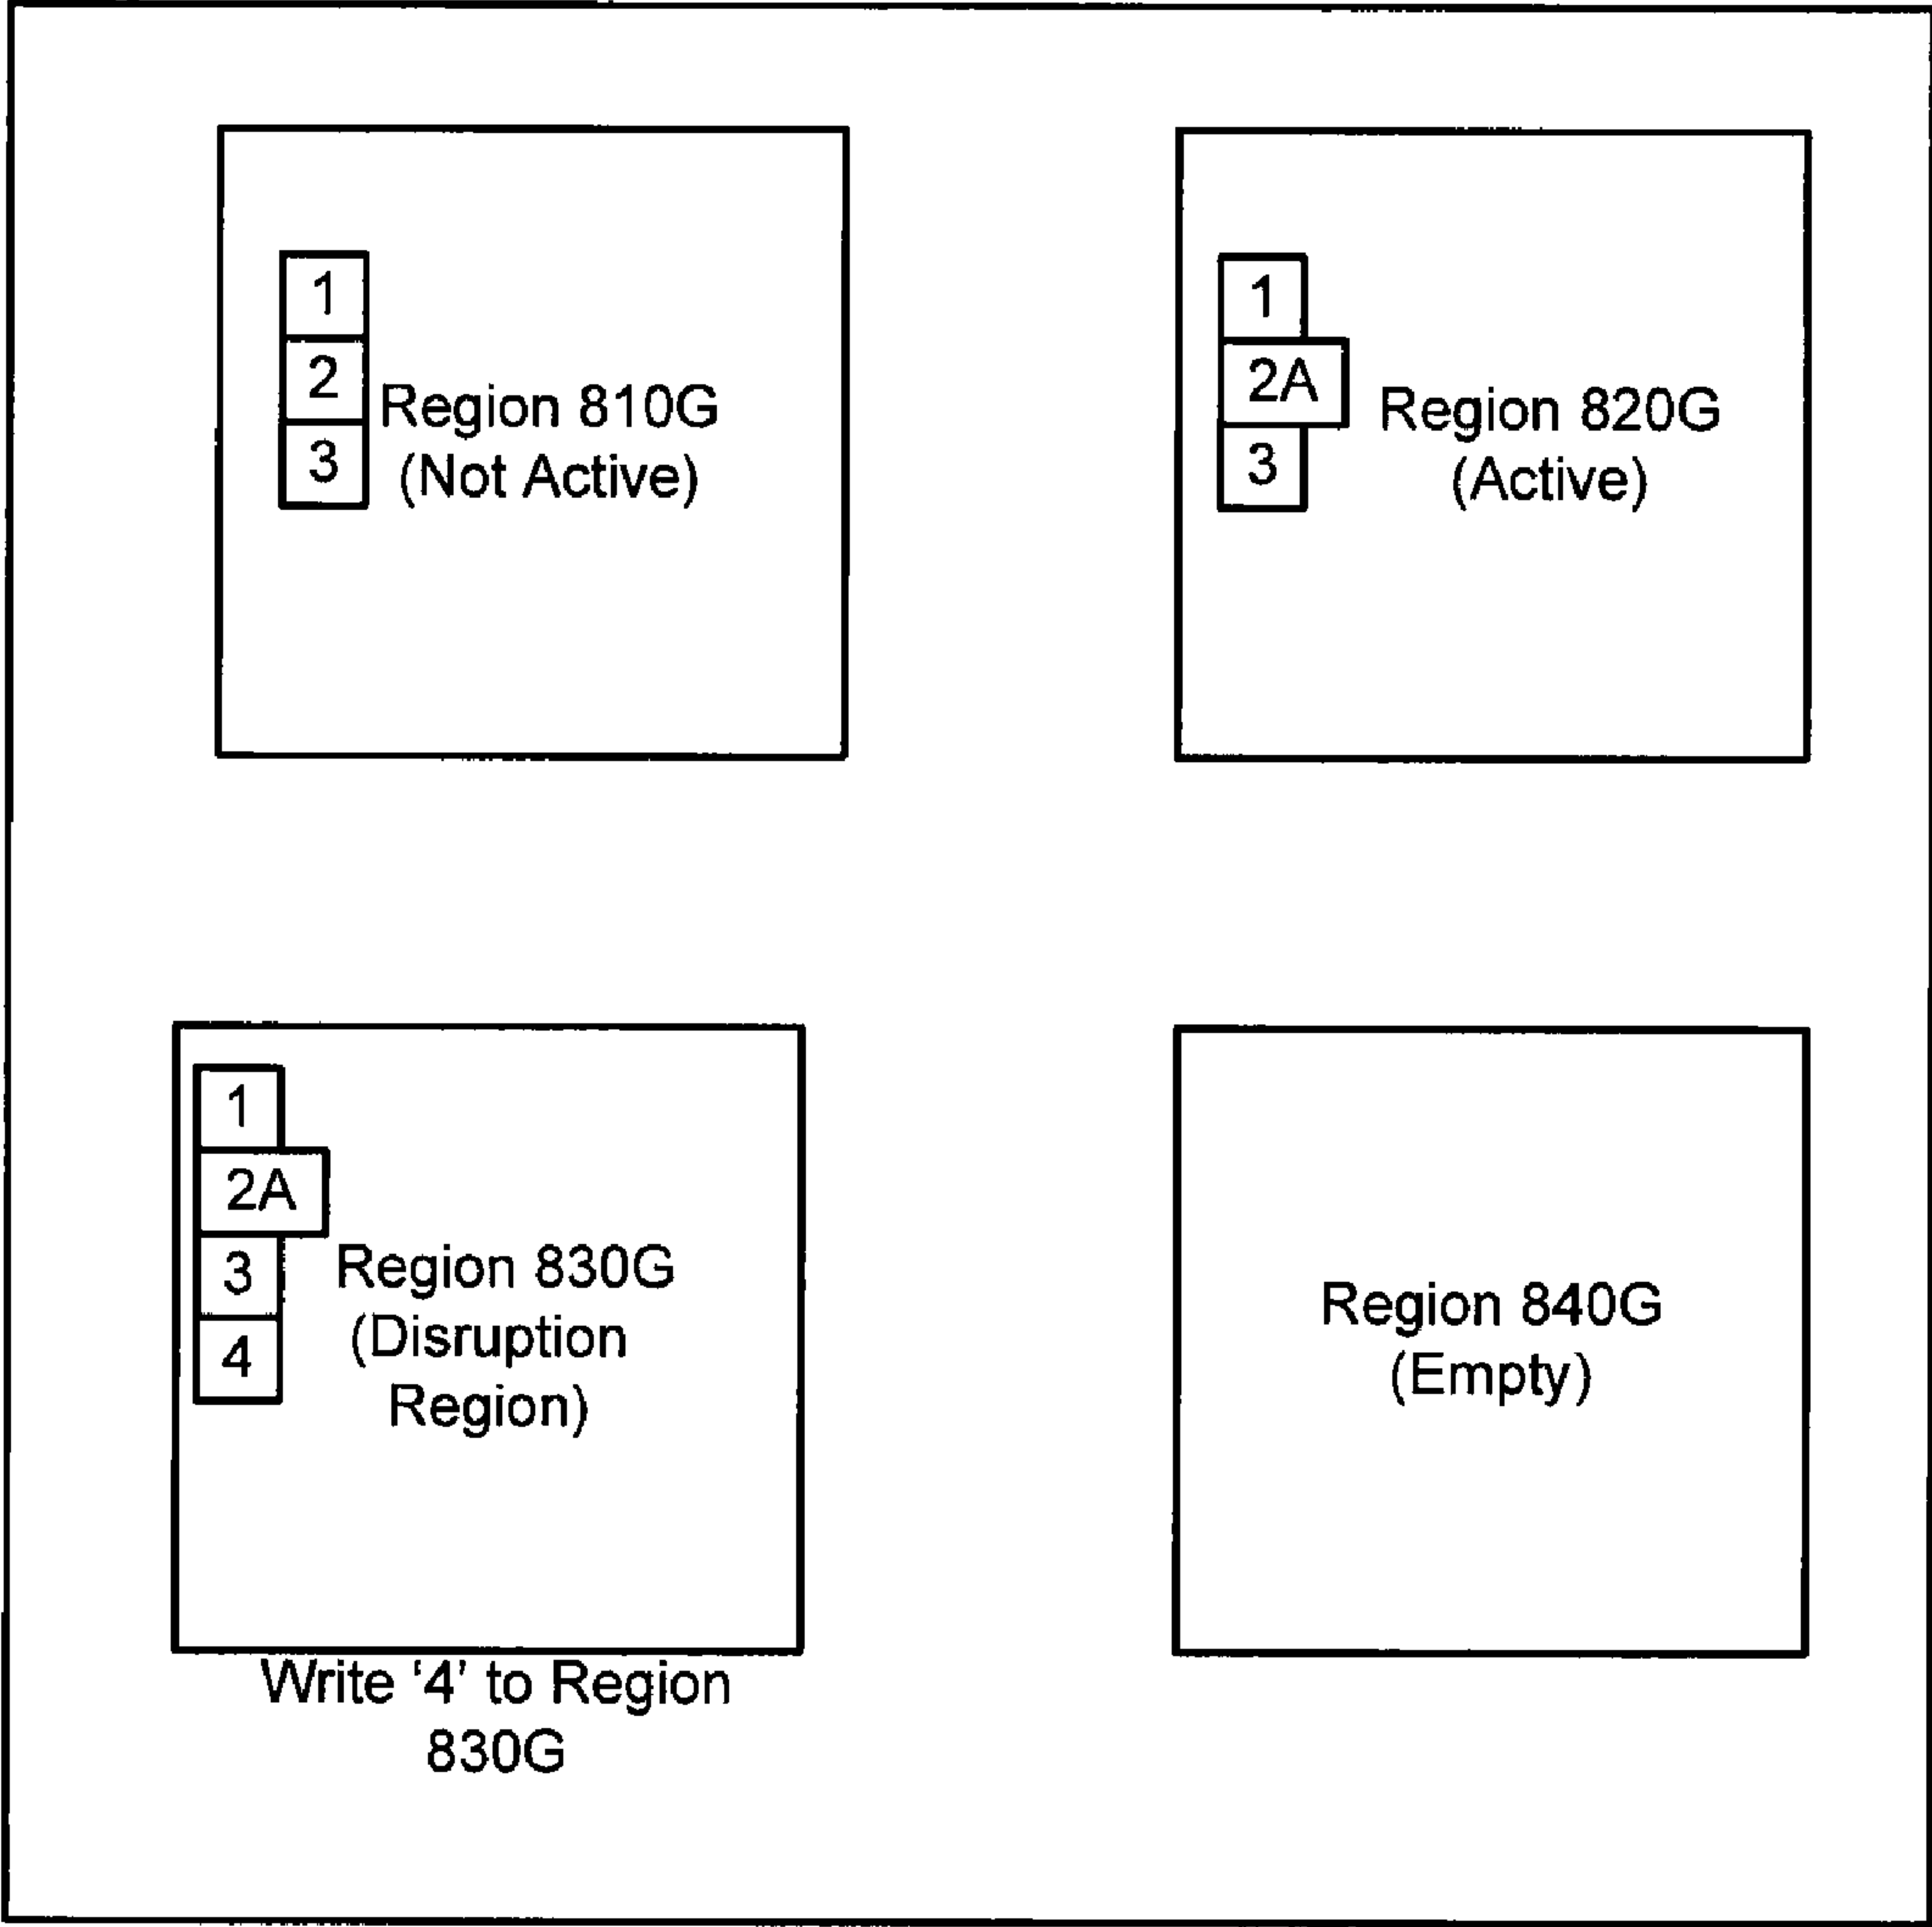 1
2
3
Region 810G
(Not Active)
1
2A
3
Region 820G
(Active)
1
2A
3
4
Region 830G
(Disruption
Region)
Write ‘4’ to Region
830G
Region 840G
(Empty)